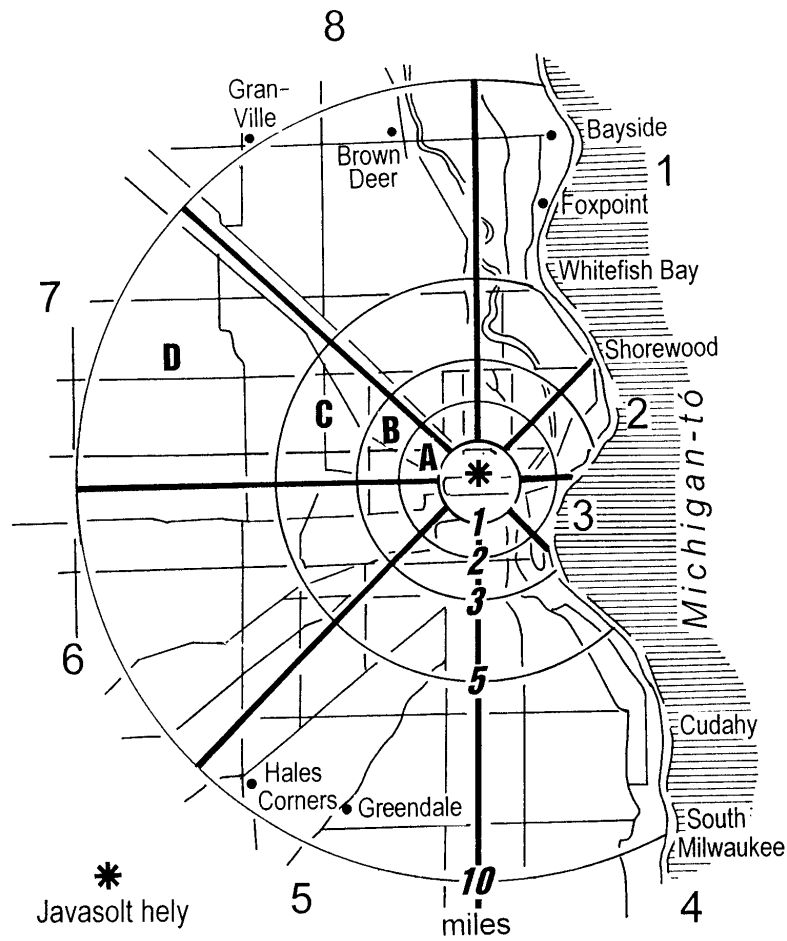 8
Gran-
Ville
Brown
Deer
Bayside
1
Foxpoint
Whitefish Bay
7
Shorewood
D
C
B
A
2
Michigan-tó
3
1
2
3
5
6
Cudahy
Hales
Corners
Greendale
South
Milwaukee
10
miles
5
4
Javasolt hely